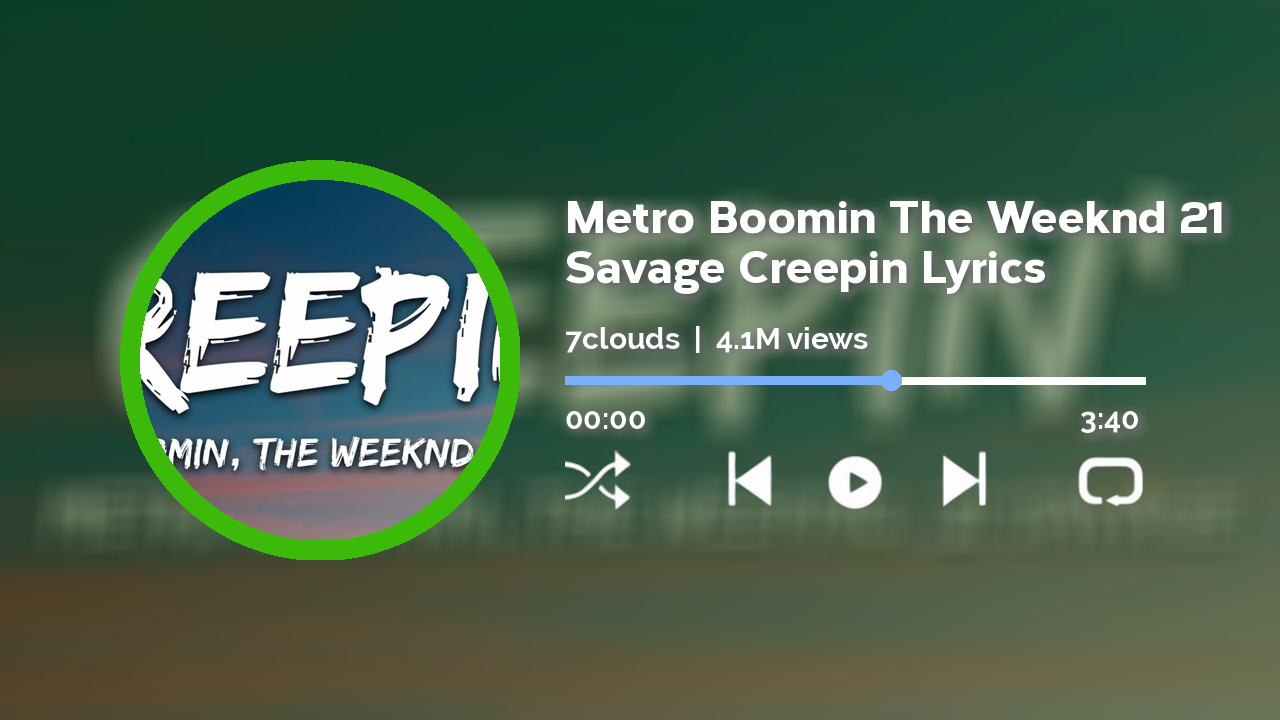 Metro Boomin The Weeknd 21
Savage Creepin Lyrics
7clouds | 4.1M views
00:00 3:40
REEPIN
OMIN, THE WEEKND